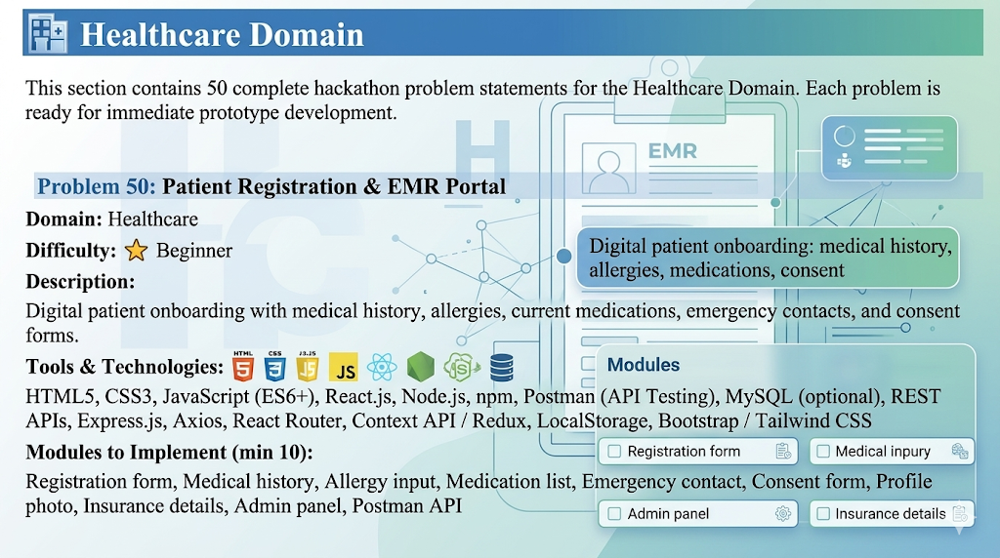 Healthcare Domain
This section contains 50 complete hackathon problem statements for the Healthcare Domain. Each problem is
ready for immediate prototype development.
H
EMR
Problem 50: Patient Registration & EMR Portal
Domain: Healthcare
Difficulty: Beginner
Digital patient onboarding: medical history,
allergies, medications, consent
Description:
Digital patient onboarding with medical history, allergies, current medications, emergency contacts, and consent
forms.
Tools & Technologies:
HTML
5
CSS
3
J3.JS
JS
JS
HTML5, CSS3, JavaScript (ES6+), React.js, Node.js, npm, Postman (API Testing), MySQL (optional), REST
APIs, Express.js, Axios, React Router, Context API / Redux, LocalStorage, Bootstrap / Tailwind CSS
Modules to Implement (min 10):
Registration form, Medical history, Allergy input, Medication list, Emergency contact, Consent form, Profile
photo, Insurance details, Admin panel, Postman API
Modules
Registration form
Medical inpury
Admin panel
Insurance details